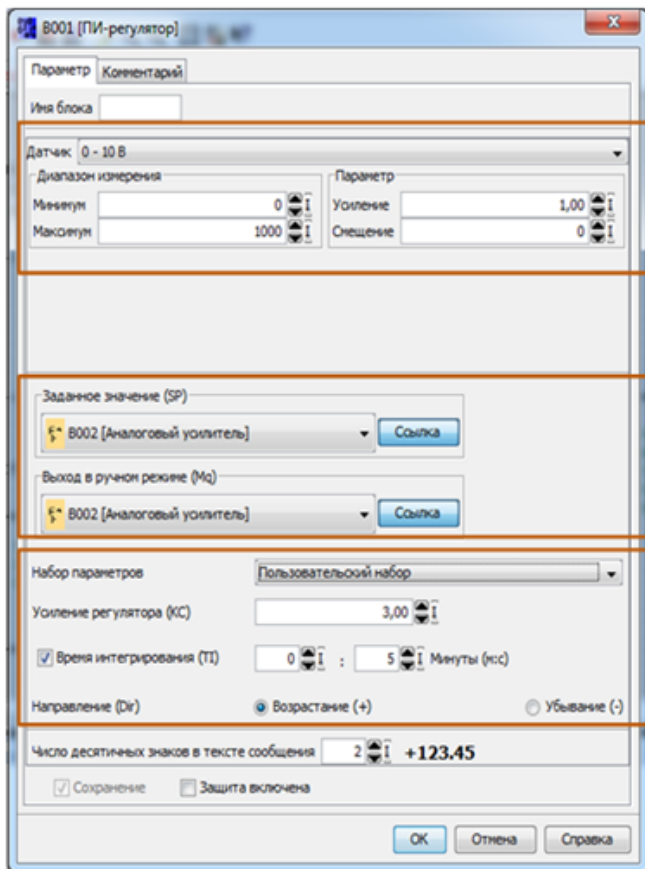 B001 [ПИ-регулятор]
Параметр Комментарий
Имя блока
Датчик 0 - 10 В
Диапазон измерения Параметр
Минимум 0 Усиление 1,00
Максимум 1000 Смещение 0
Заданное значение (SP)
B002 [Аналоговый усилитель] Ссылка
Выход в ручном режиме (Mq)
B002 [Аналоговый усилитель] Ссылка
Набор параметров Пользовательский набор
Усиление регулятора (KC) 3,00
Время интегрирования (TI) 0 : 5 Минуты (м:с)
Направление (Dir) Возрастание (+) Убывание (-)
Число десятичных знаков в тексте сообщения 2 +123.45
Сохранение Защита включена
OK Отмена Справка